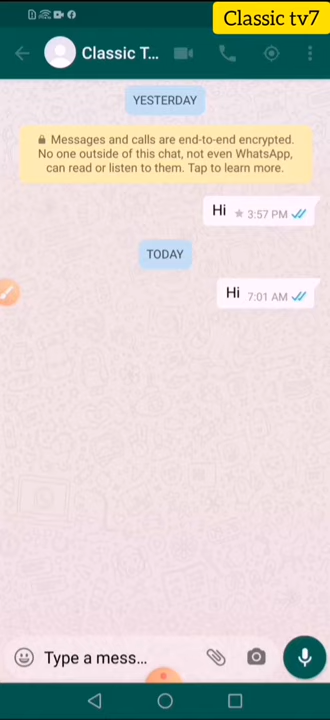 Classic tv7
Classic T...
YESTERDAY
Messages and calls are end-to-end encrypted.
No one outside of this chat, not even WhatsApp,
can read or listen to them. Tap to learn more.
Hi 3:57 PM
TODAY
Hi 7:01 AM
Type a mess...